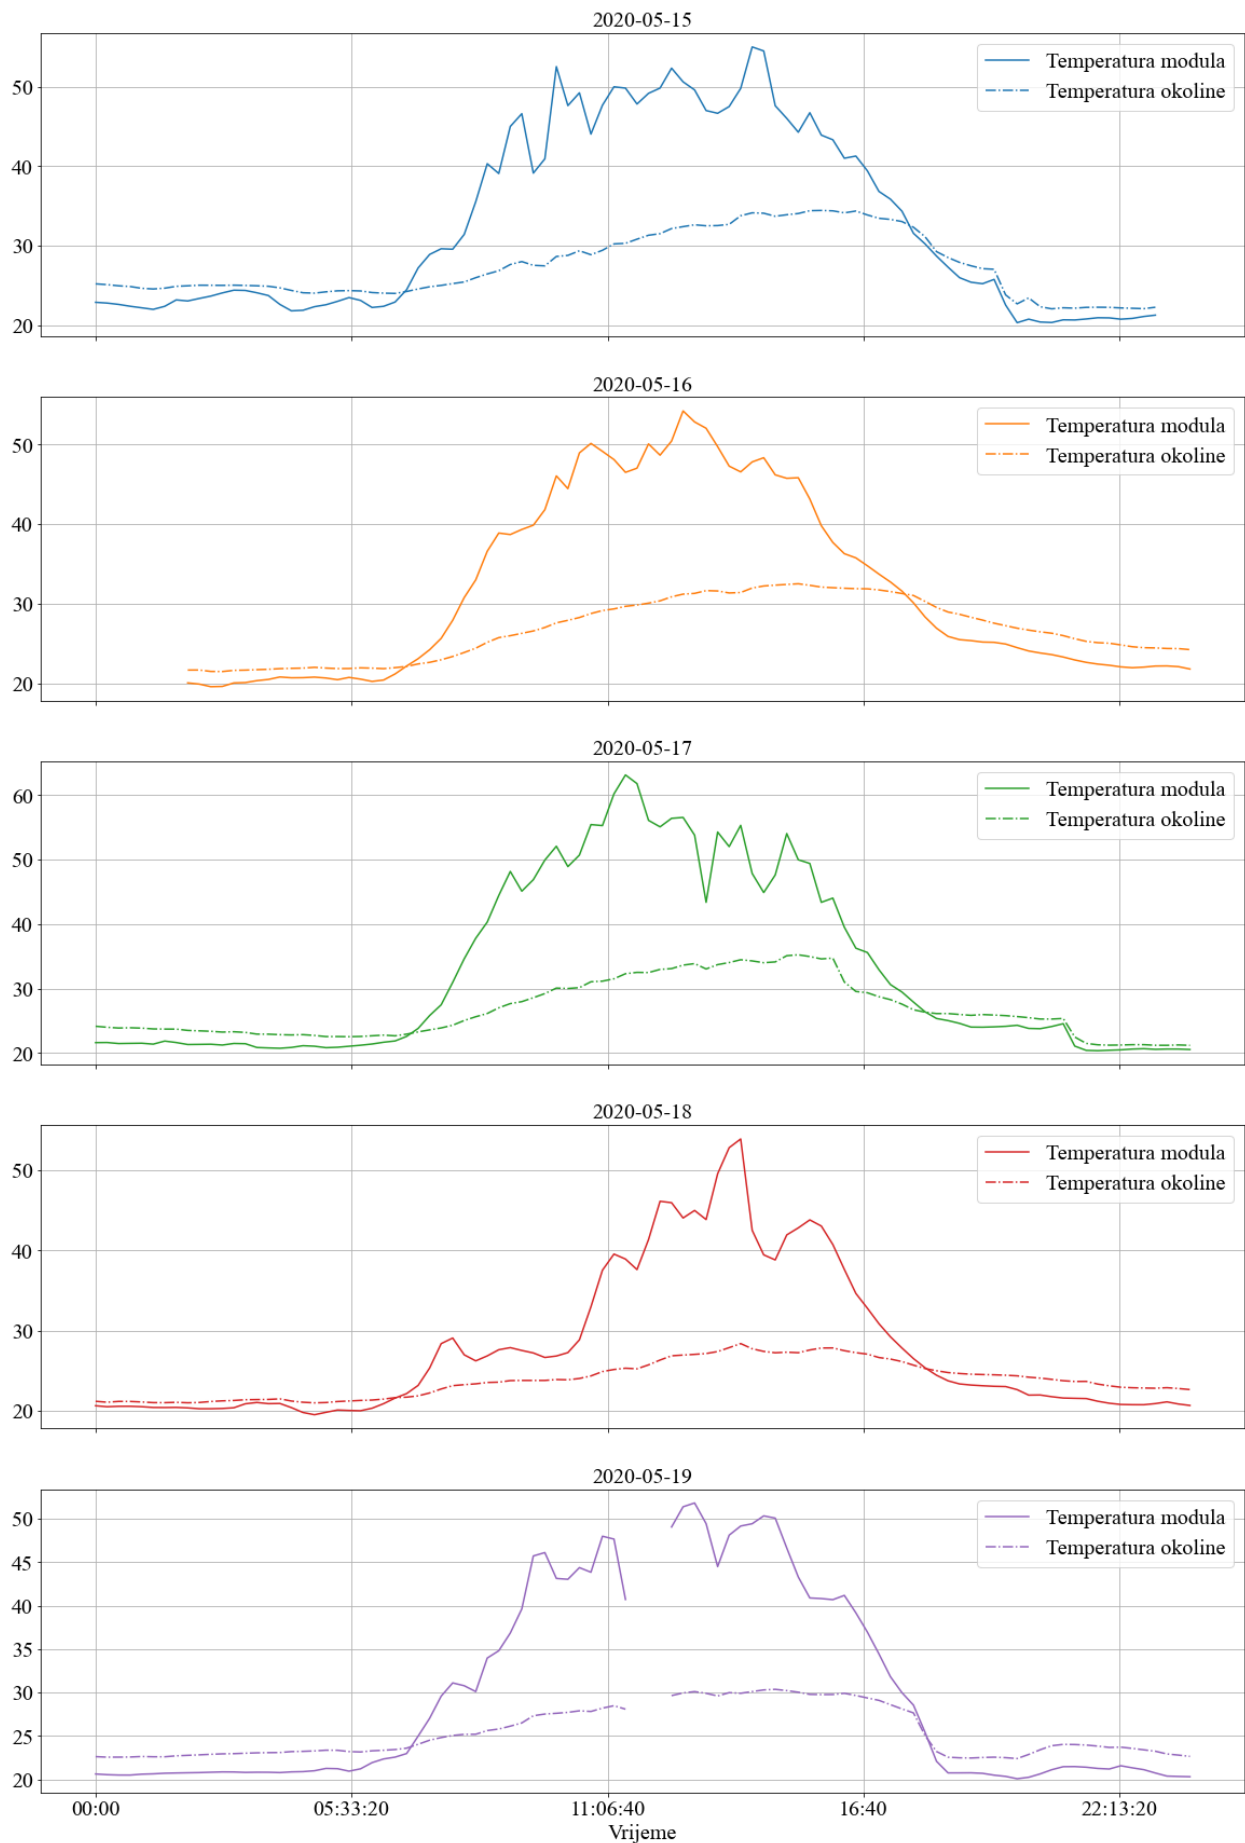 2020-05-15
Temperatura modula
Temperatura okoline
50
40
30
20
2020-05-16
Temperatura modula
Temperatura okoline
50
40
30
20
2020-05-17
Temperatura modula
Temperatura okoline
60
50
40
30
20
2020-05-18
Temperatura modula
Temperatura okoline
50
40
30
20
2020-05-19
Temperatura modula
Temperatura okoline
50
45
40
35
30
25
20
00:00 05:33:20 11:06:40 16:40 22:13:20
Vrijeme